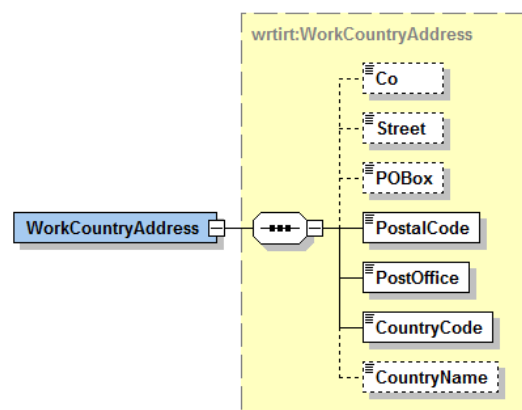 wrtirt:WorkCountryAddress
Co
Street
POBox
WorkCountryAddress
PostalCode
PostOffice
CountryCode
CountryName